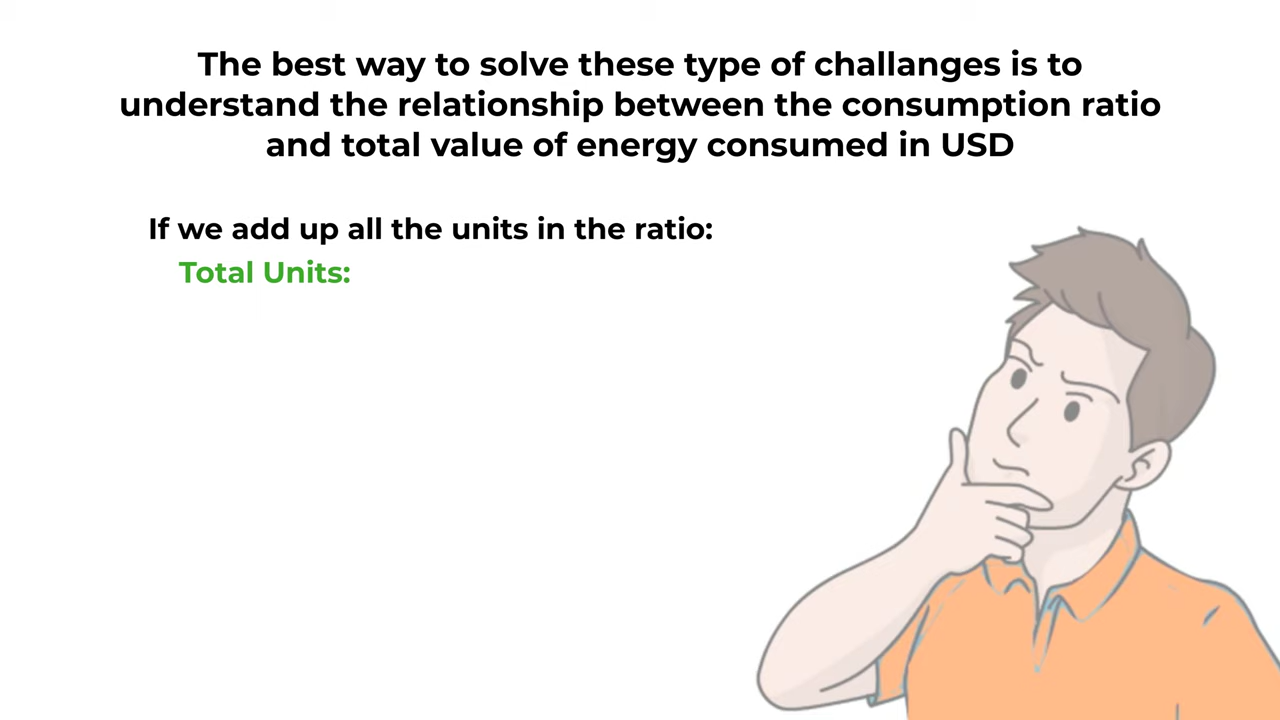 The best way to solve these type of challanges is to
understand the relationship between the consumption ratio
and total value of energy consumed in USD
If we add up all the units in the ratio:
Total Units: